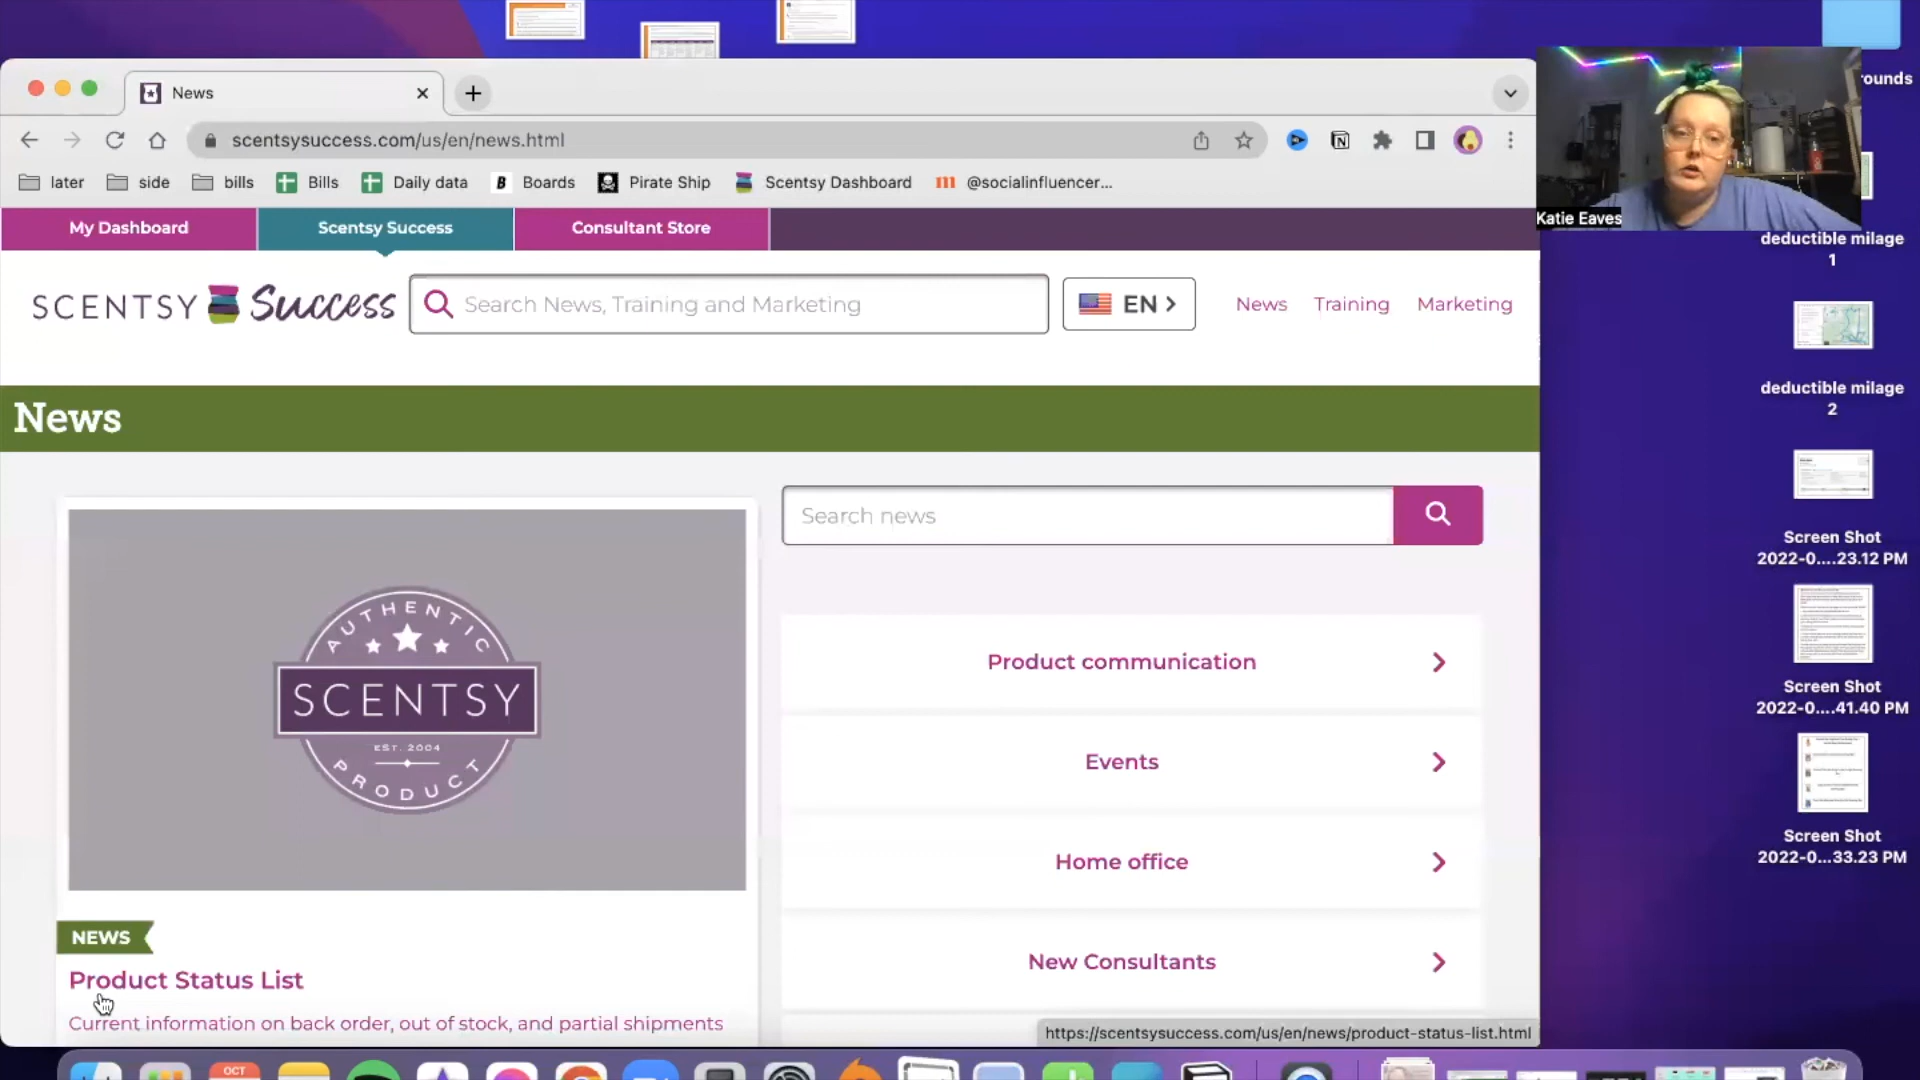 News
scentsysuccess.com/us/en/news.html
later
side
bills
Bills
Daily data
Boards
Pirate Ship
Scentsy Dashboard
@socialinfluencer...
My Dashboard
Scentsy Success
Consultant Store
SCENTSY Success
Search News, Training and Marketing
EN
News
Training
Marketing
News
AUTHENTIC
SCENTSY
EST. 2004
PRODUCT
NEWS
Product Status List
Current information on back order, out of stock, and partial shipments
Search news
Product communication
Events
Home office
New Consultants
https://scentsysuccess.com/us/en/news/product-status-list.html
Katie Eaves
rounds
deductible milage
1
deductible milage
2
Screen Shot
2022-0....23.12 PM
Screen Shot
2022-0....41.40 PM
Screen Shot
2022-0...33.23 PM
OCT